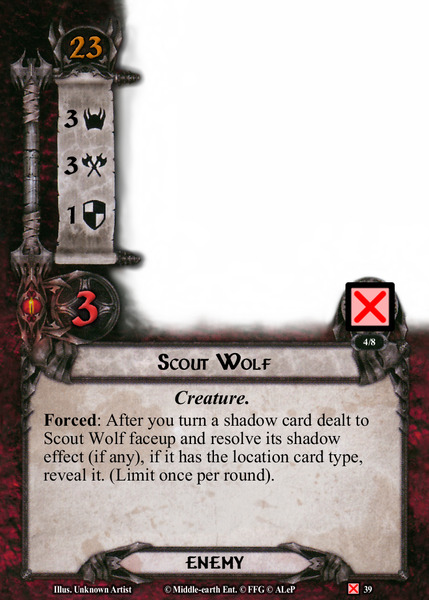 23
3
3
1
3
4/8
Scout Wolf
Creature.
Forced: After you turn a shadow card dealt to
Scout Wolf faceup and resolve its shadow
effect (if any), if it has the location card type,
reveal it. (Limit once per round).
ENEMY
Illus. Unknown Artist © Middle-earth Ent. © FFG © ALeP 39